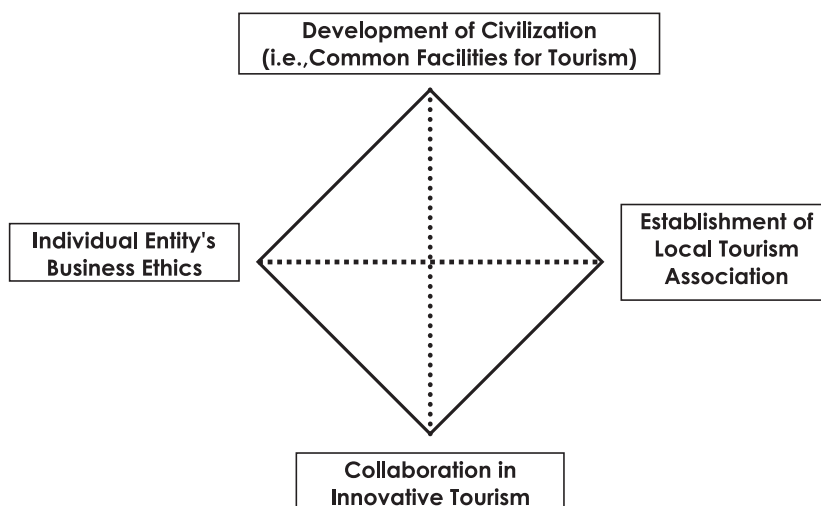 Development of Civilization
(i.e.,Common Facilities for Tourism)
Individual Entity's
Business Ethics
Establishment of
Local Tourism
Association
Collaboration in
Innovative Tourism